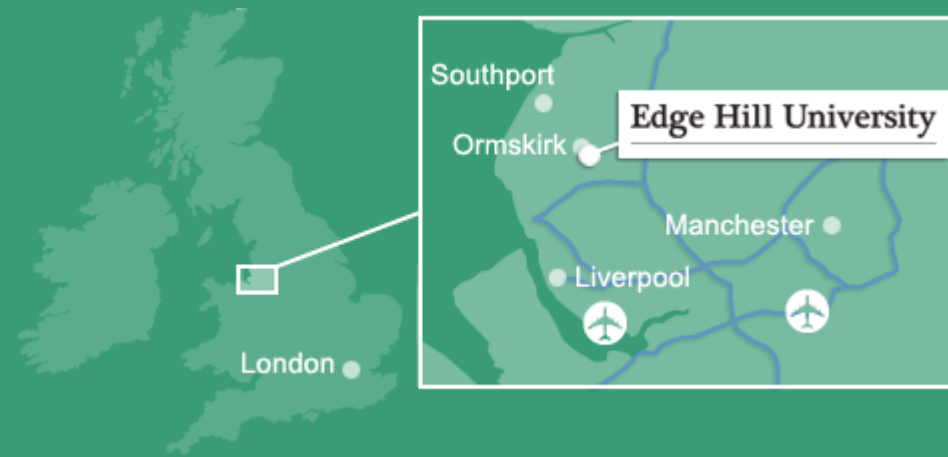 Southport
Edge Hill University
Ormskirk
Manchester
Liverpool
London